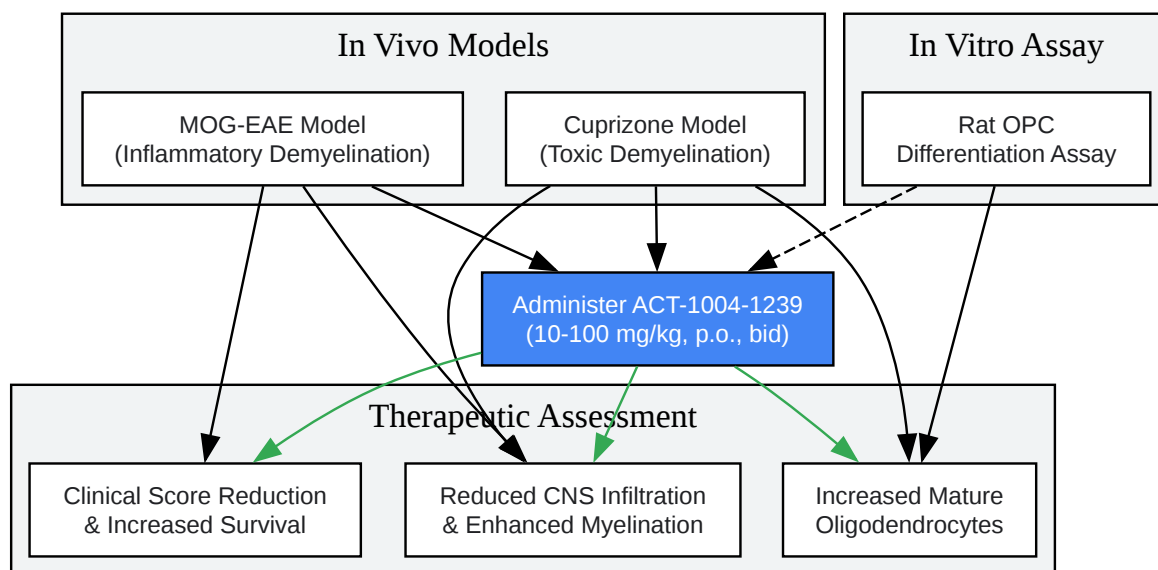 In Vivo Models
In Vitro Assay
MOG-EAE Model
(Inflammatory Demyelination)
Cuprizone Model
(Toxic Demyelination)
Rat OPC
Differentiation Assay
Administer ACT-1004-1239
(10-100 mg/kg, p.o., bid)
Therapeutic Assessment
Clinical Score Reduction
& Increased Survival
Reduced CNS Infiltration
& Enhanced Myelination
Increased Mature
Oligodendrocytes